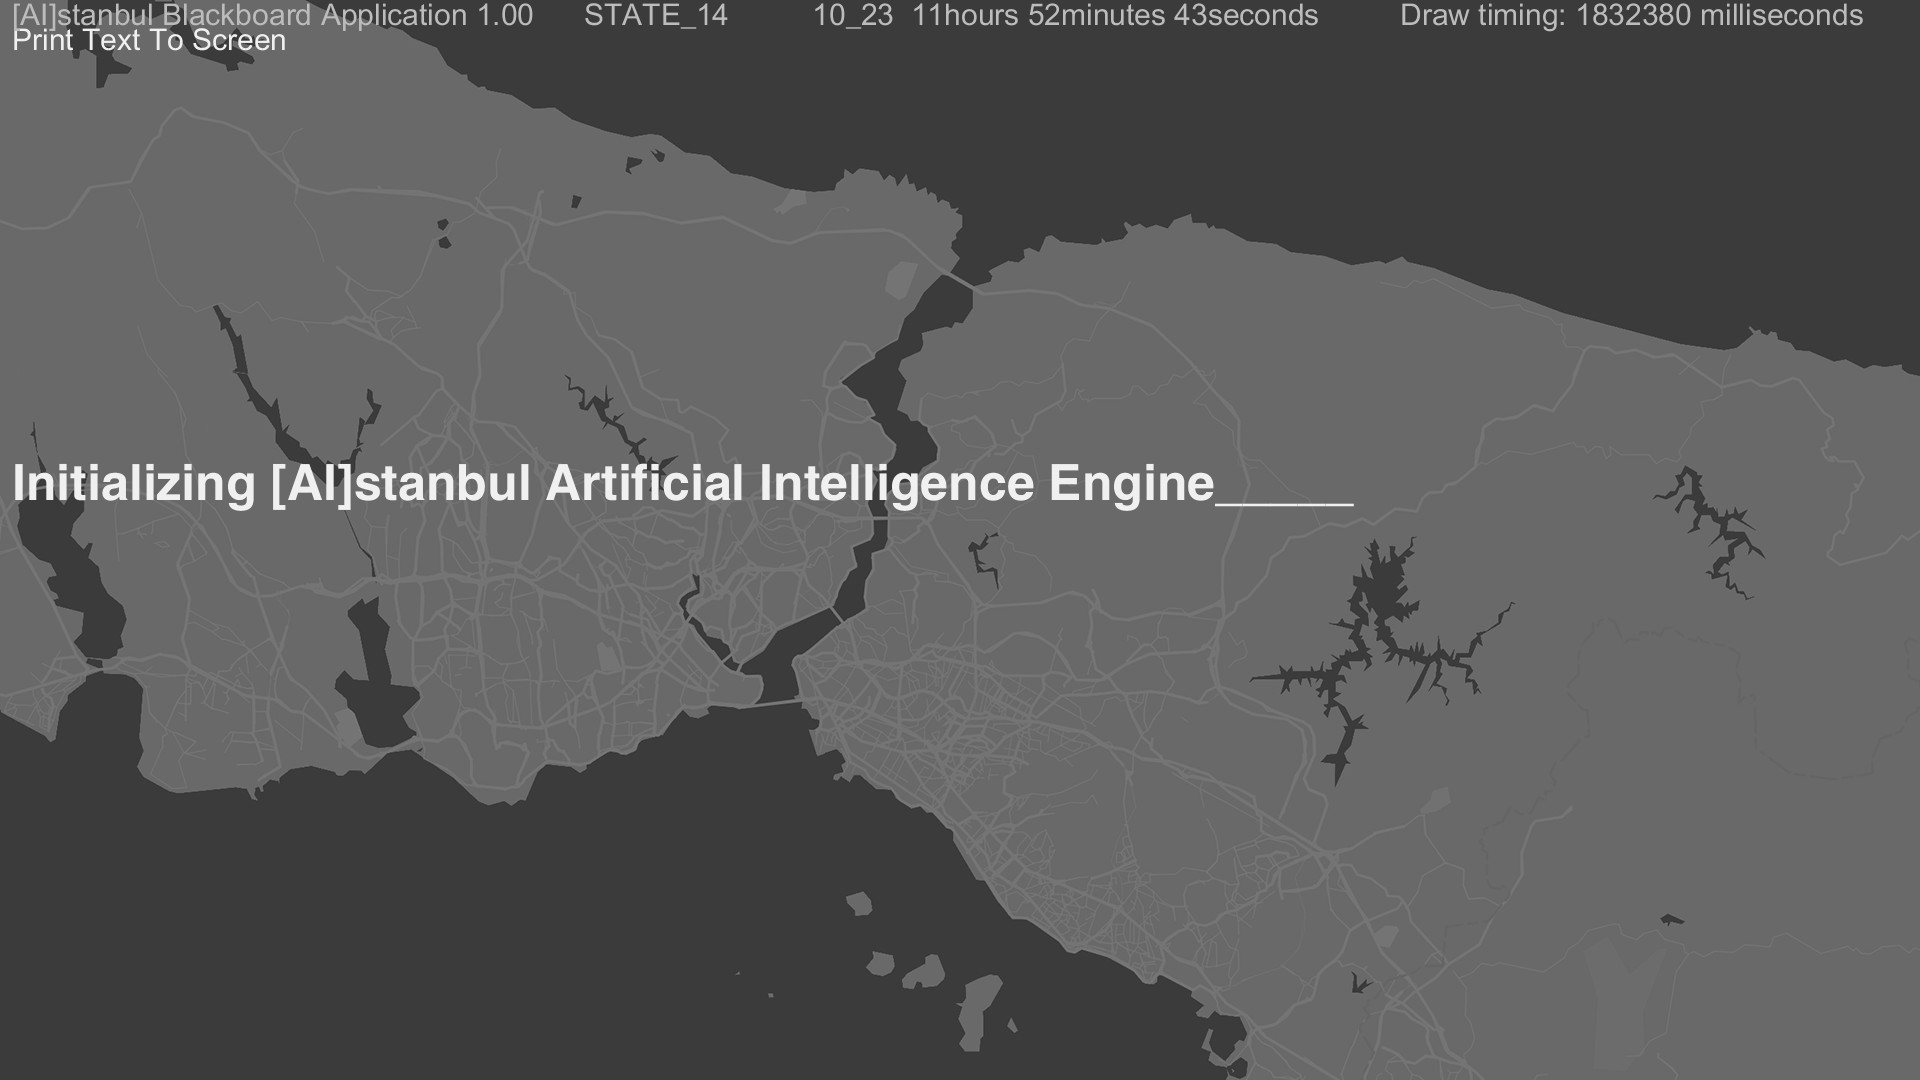 [AI]stanbul Blackboard Application 1.00 STATE_14 10_23 11hours 52minutes 43seconds Draw timing: 1832380 milliseconds
Print Text To Screen
Initializing [AI]stanbul Artificial Intelligence Engine_____